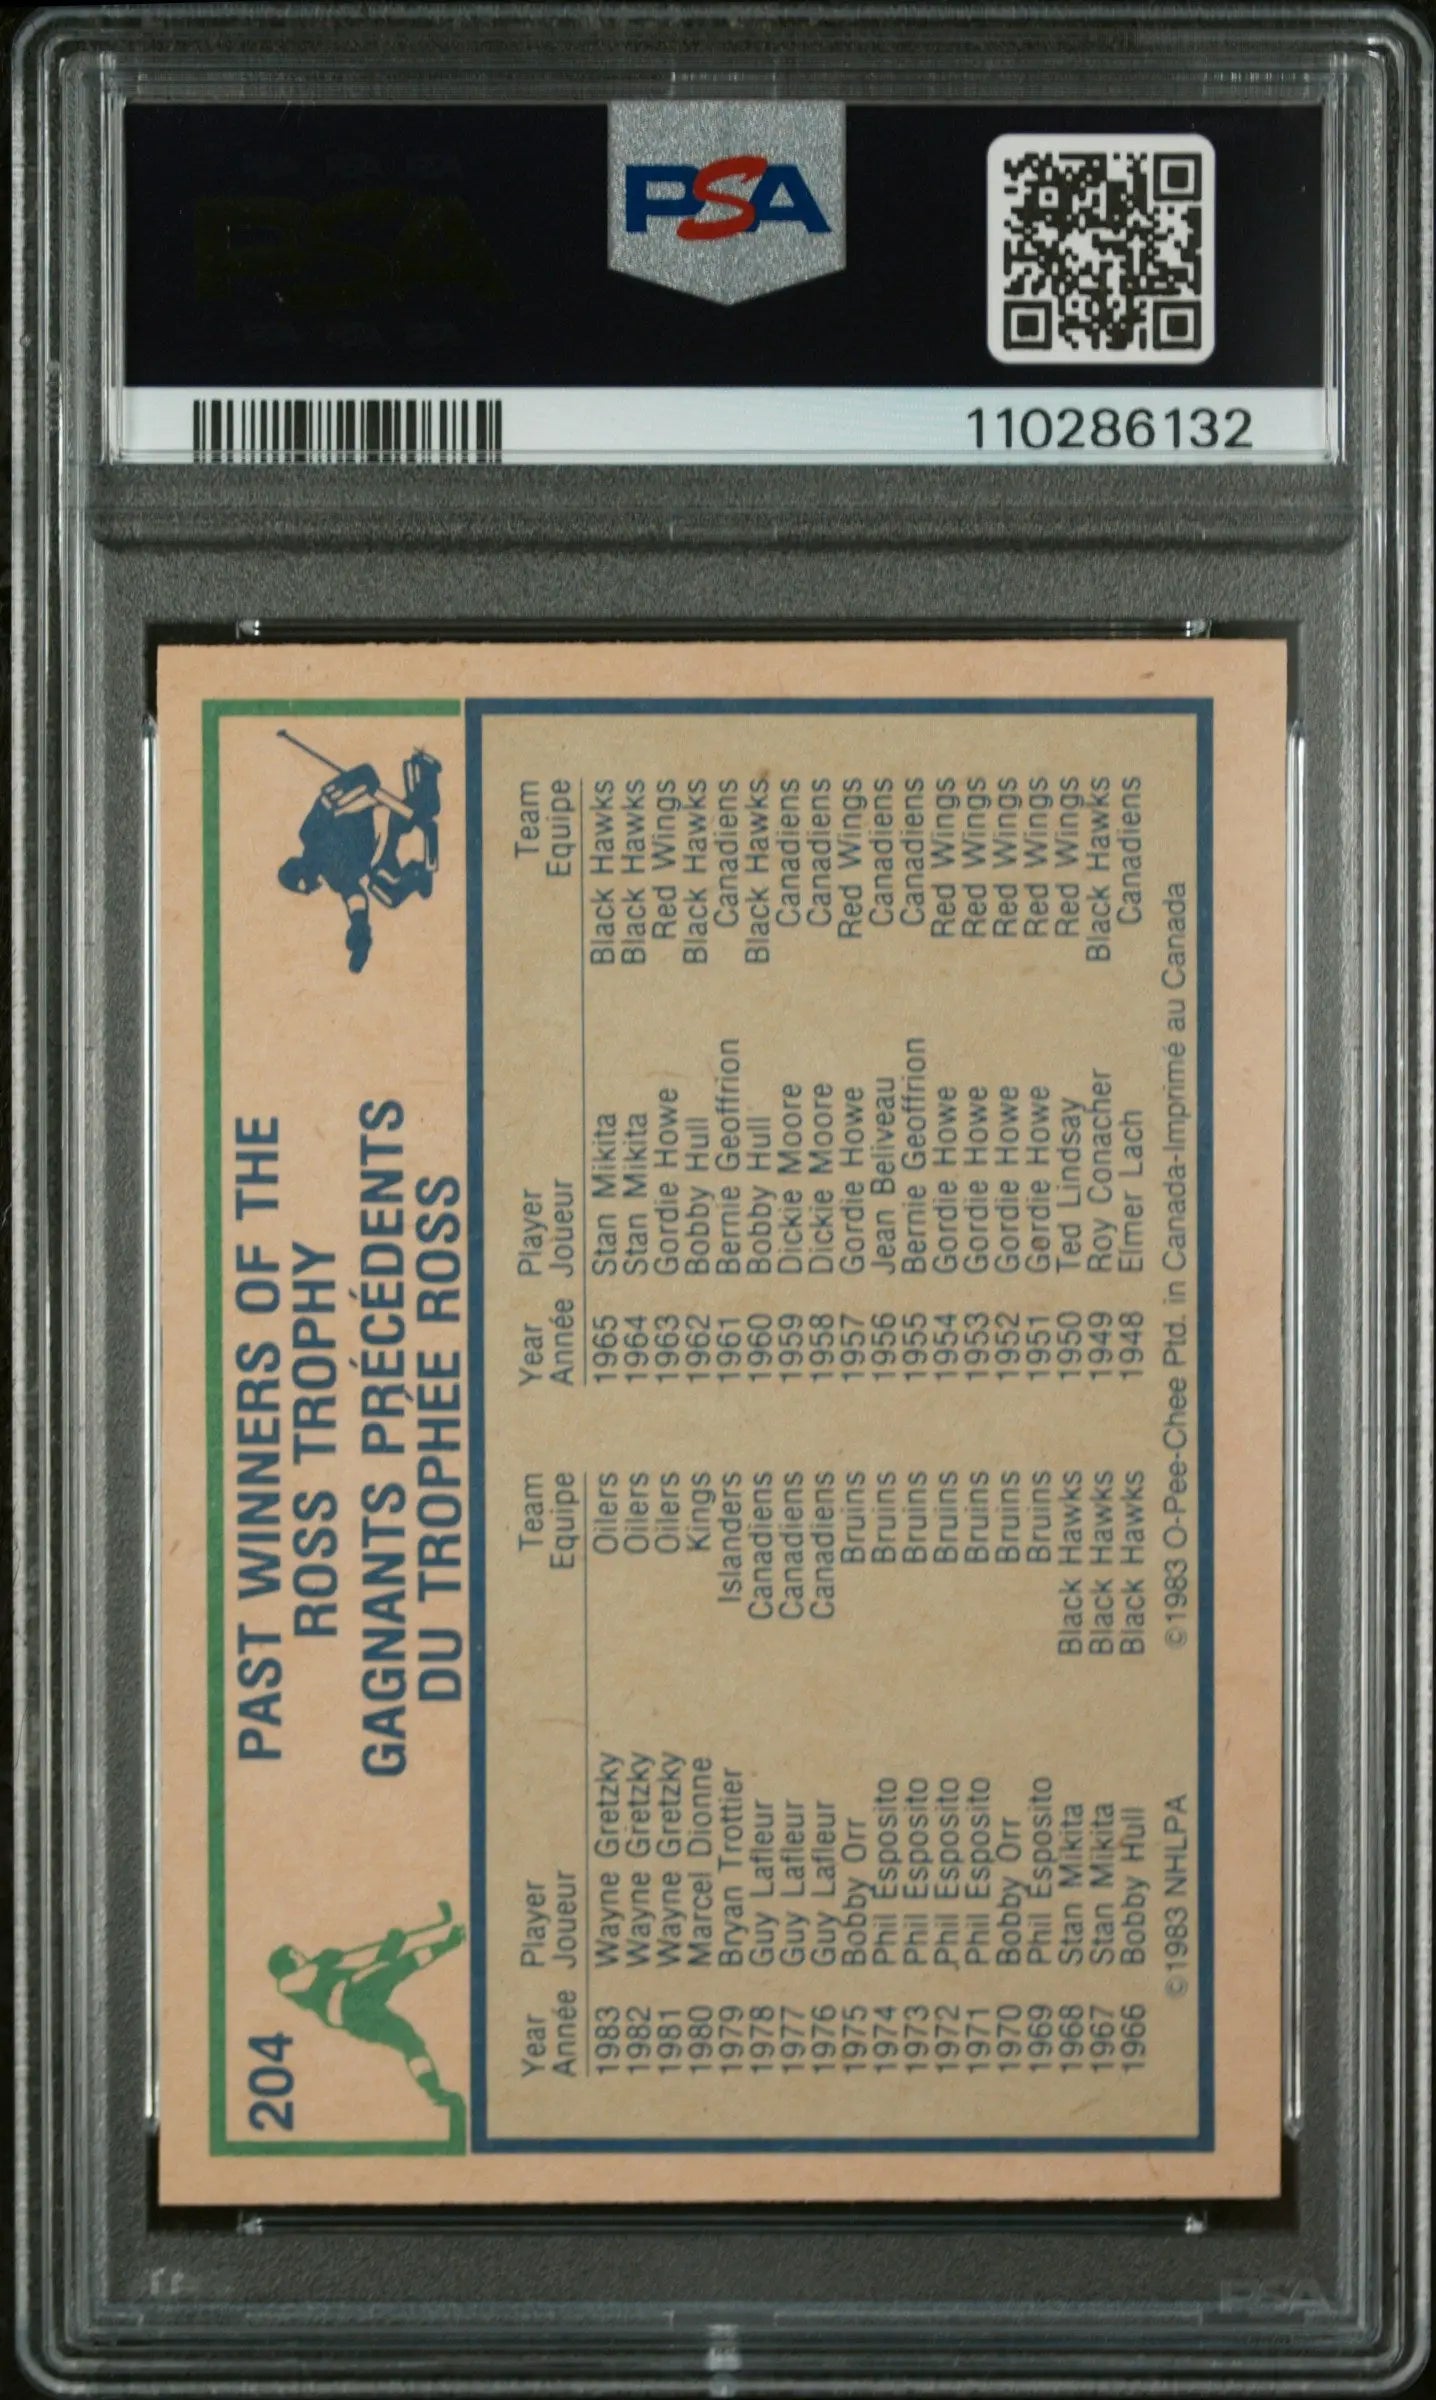 PSA
PSA
110286132
204
PAST WINNERS OF THE
ROSS TROPHY
GAGNANTS PRÉCÉDENTS
DU TROPHÉE ROSS
Year Player Team Year Player Team
Année Joueur Equipe Année Joueur Equipe
1983 Wayne Gretzky Oilers 1965 Stan Mikita Black Hawks
1982 Wayne Gretzky Oilers 1964 Stan Mikita Black Hawks
1981 Wayne Gretzky Oilers 1963 Gordie Howe Red Wings
1980 Marcel Dionne Kings 1962 Bobby Hull Black Hawks
1979 Bryan Trottier Islanders 1961 Bernie Geoffrion Canadiens
1978 Guy Lafleur Canadiens 1960 Bobby Hull Black Hawks
1977 Guy Lafleur Canadiens 1959 Dickie Moore Canadiens
1976 Guy Lafleur Canadiens 1958 Dickie Moore Canadiens
1975 Bobby Orr Bruins 1957 Gordie Howe Red Wings
1974 Phil Esposito Bruins 1956 Jean Beliveau Canadiens
1973 Phil Esposito Bruins 1955 Bernie Geoffrion Canadiens
1972 Phil Esposito Bruins 1954 Gordie Howe Red Wings
1971 Phil Esposito Bruins 1953 Gordie Howe Red Wings
1970 Bobby Orr Bruins 1952 Gordie Howe Red Wings
1969 Phil Esposito Bruins 1951 Gordie Howe Red Wings
1968 Stan Mikita Black Hawks 1950 Ted Lindsay Red Wings
1967 Stan Mikita Black Hawks 1949 Roy Conacher Black Hawks
1966 Bobby Hull Black Hawks 1948 Elmer Lach Canadiens
©1983 NHLPA ©1983 O-Pee-Chee Ptd. in Canada-Imprimé au Canada
PSA